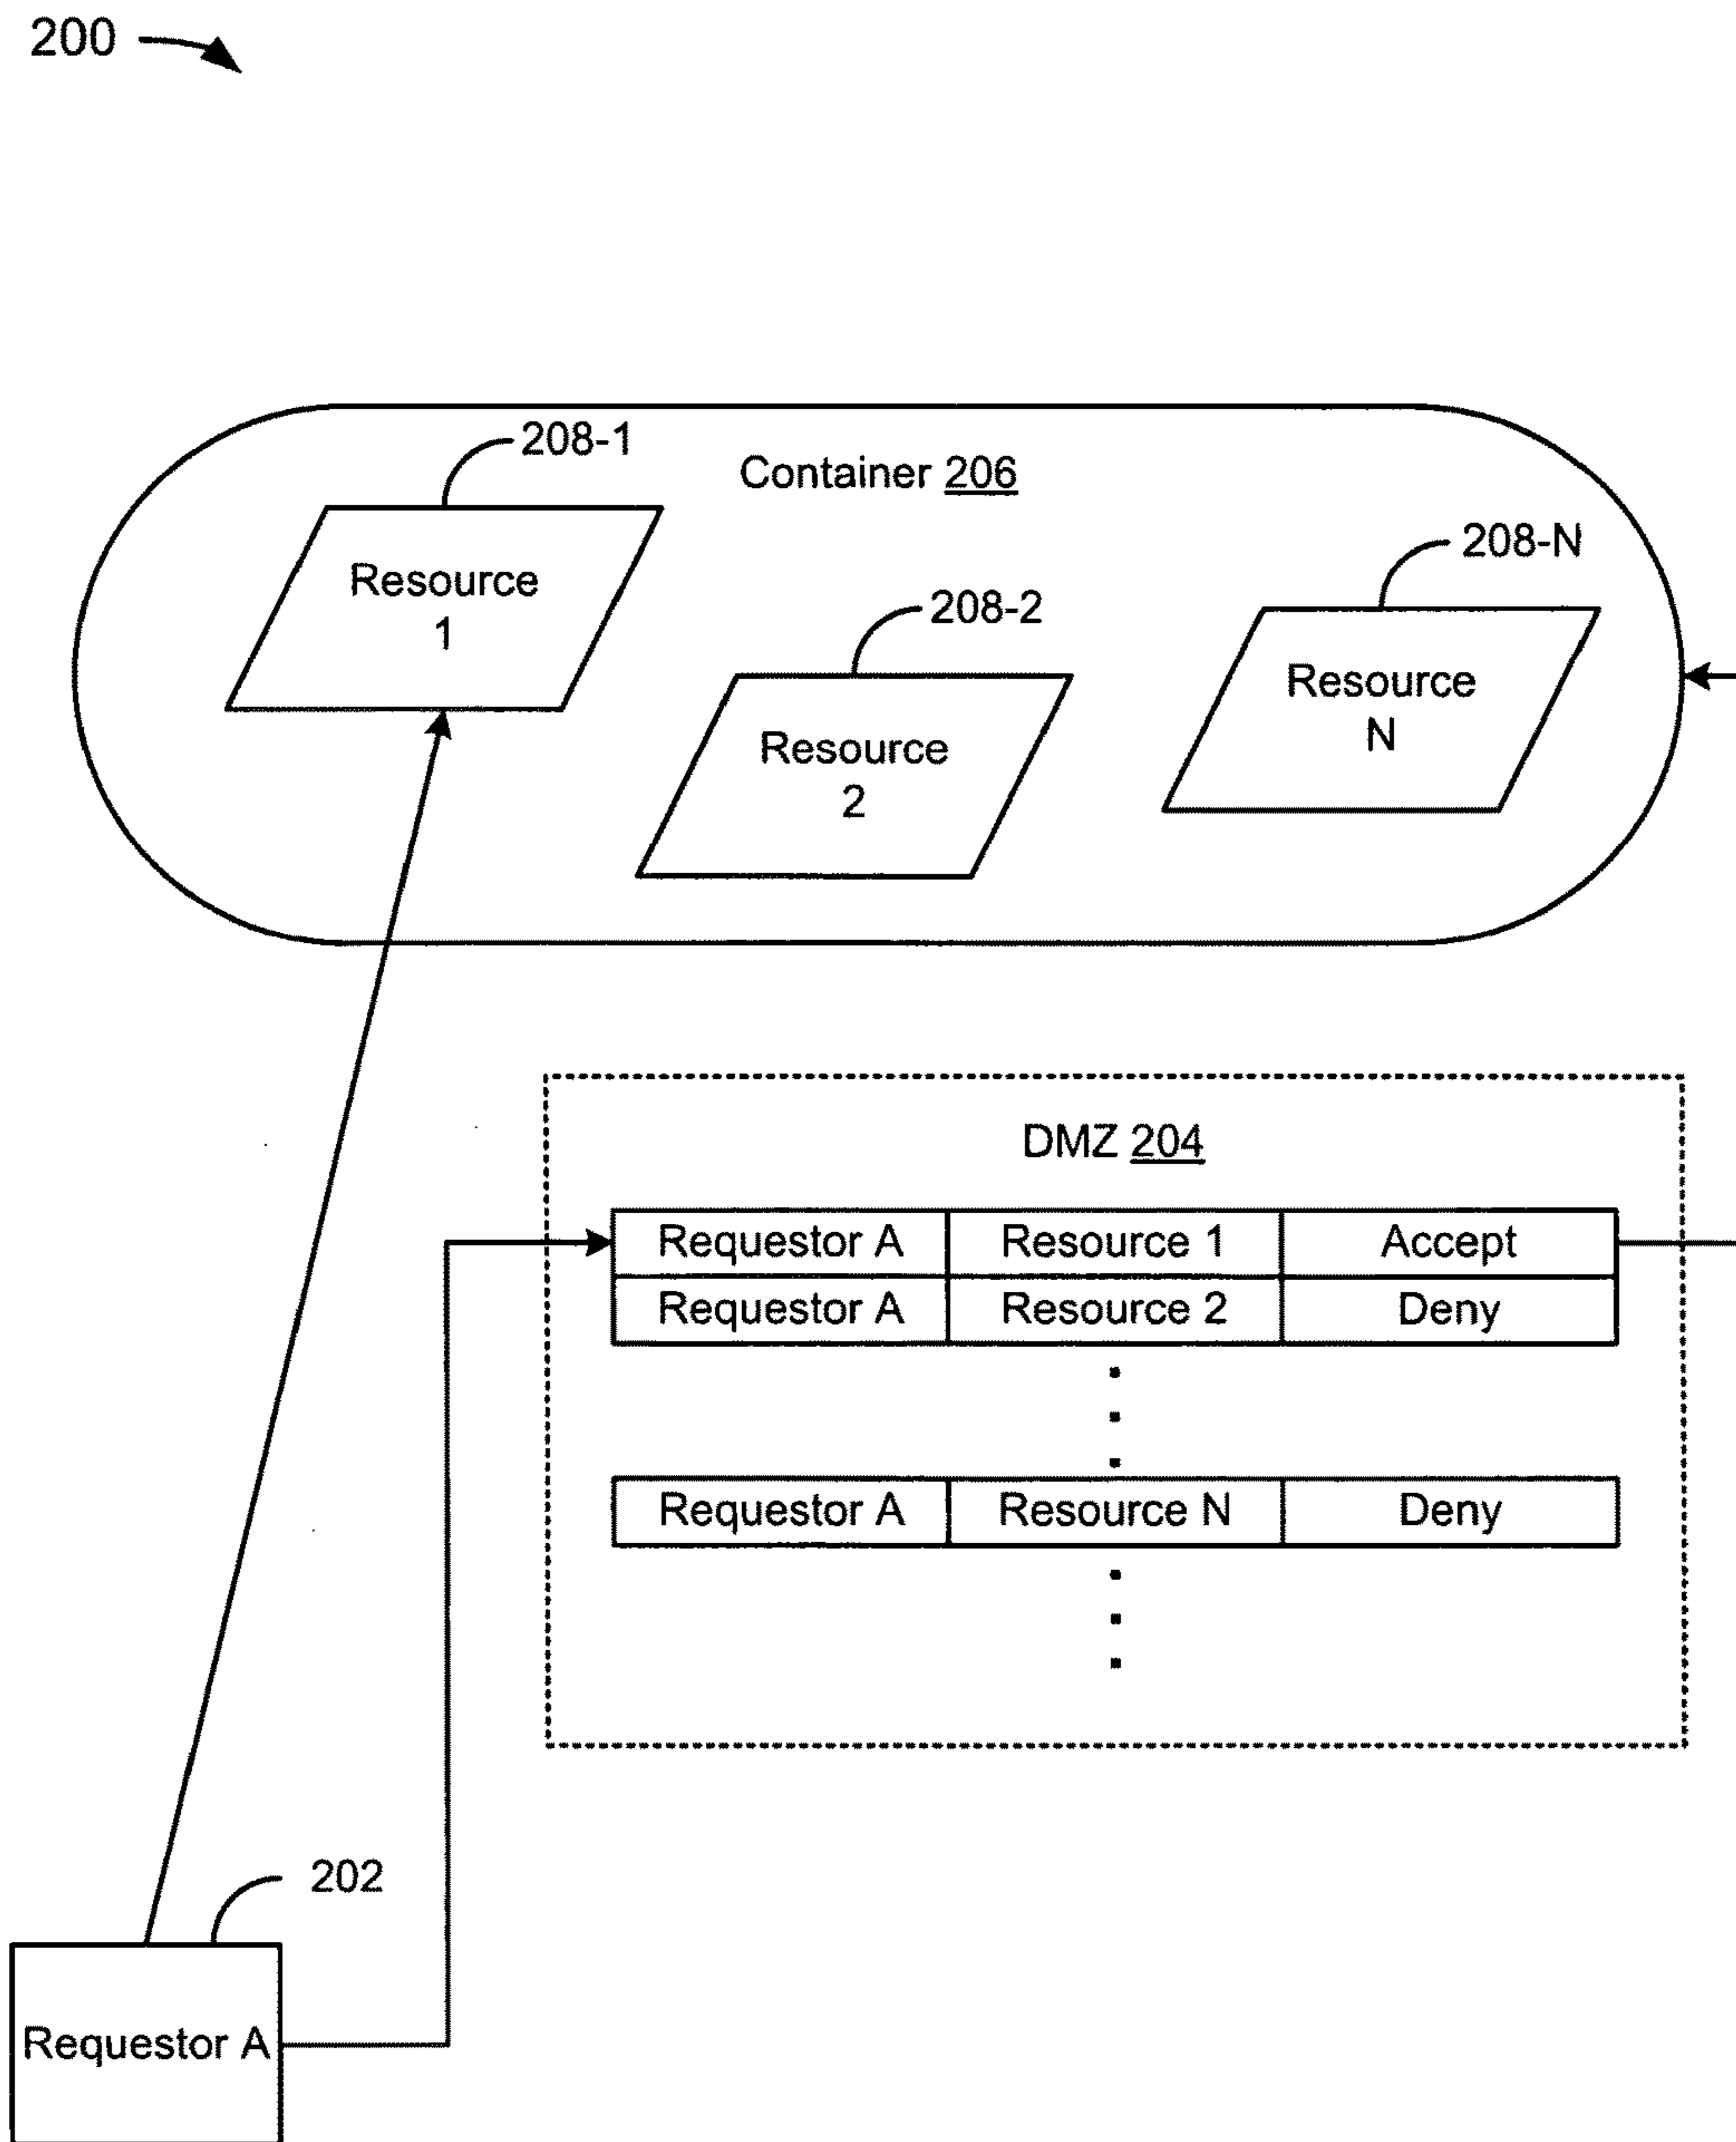 200
208-1
Container 206
208-N
Resource
1
208-2
Resource
N
Resource
2
DMZ 204
Requestor A Resource 1 Accept
Requestor A Resource 2 Deny
Requestor A Resource N Deny
202
Requestor A